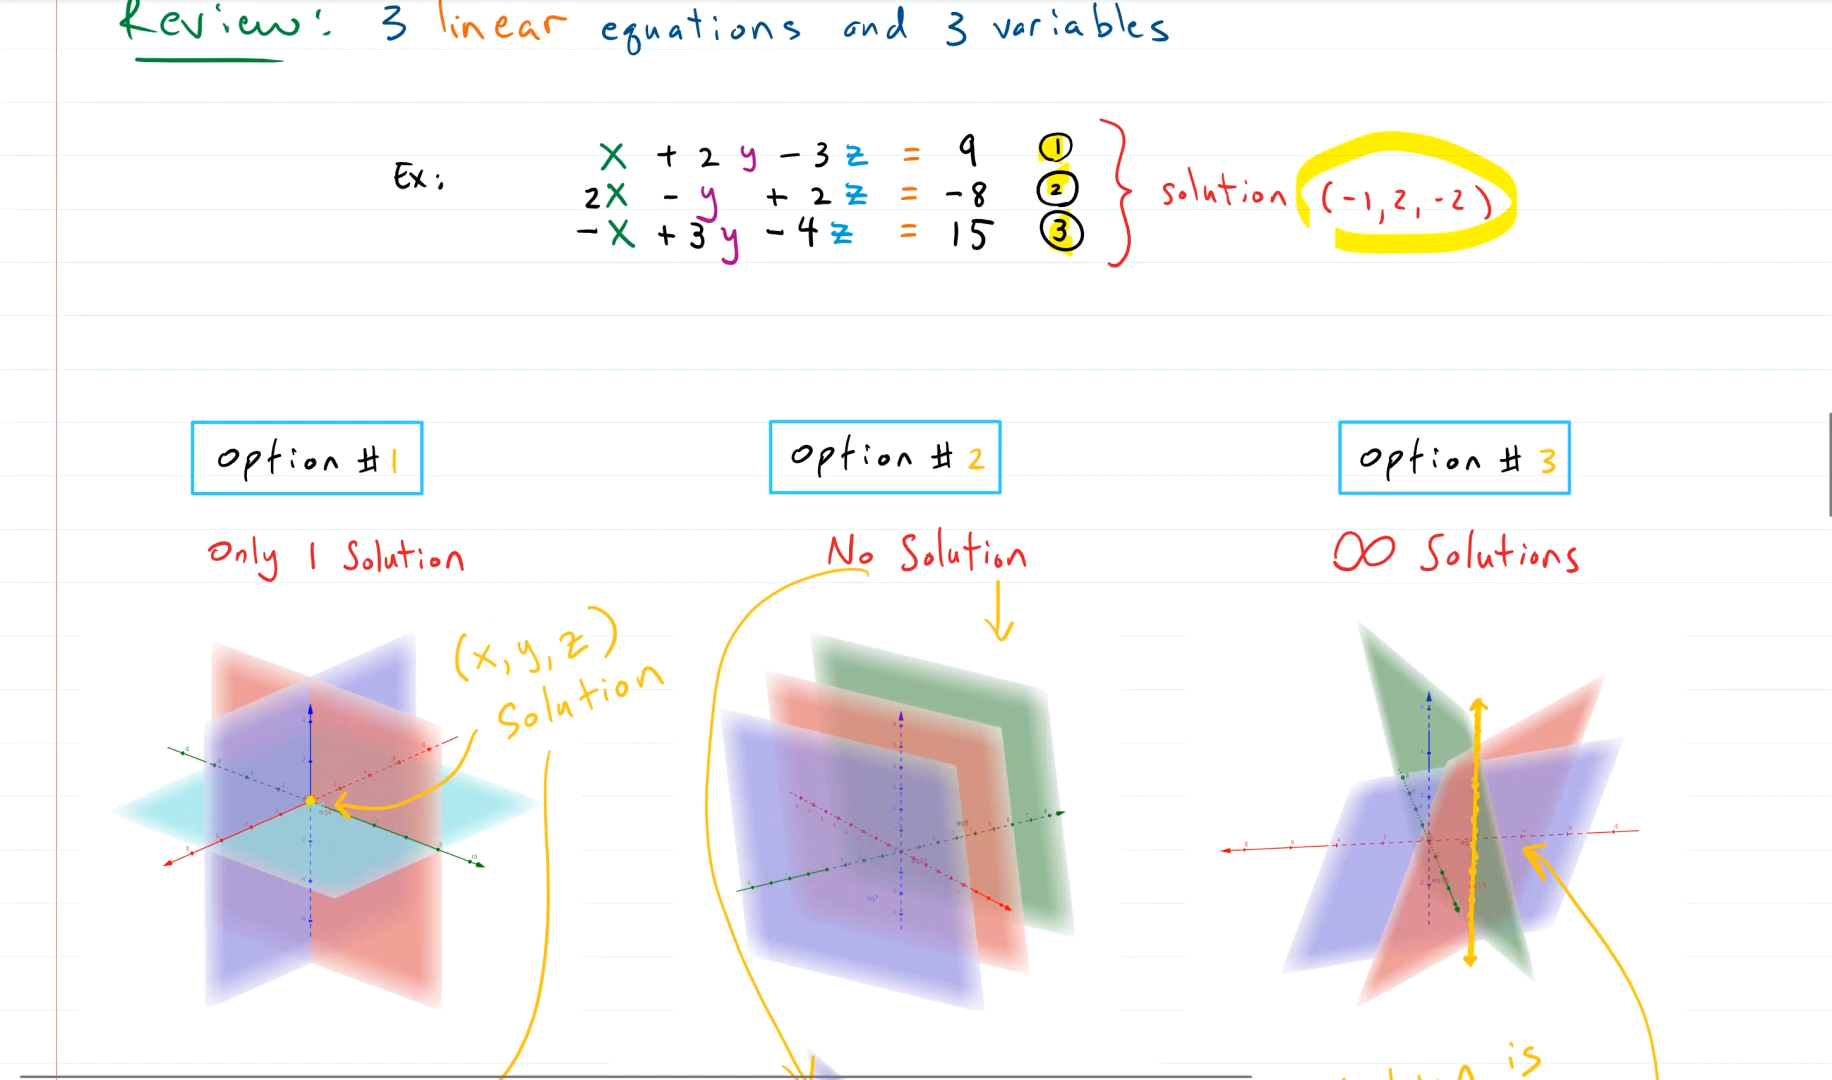 Review: 3 linear equations and 3 variables
Ex: x + 2y - 3z = 9 ①
2x - y + 2z = -8 ②
-x + 3y - 4z = 15 ③
solution (-1, 2, -2)
option #1
option # 2
option # 3
Only 1 Solution
No Solution
∞ Solutions
(x, y, z)
Solution
is